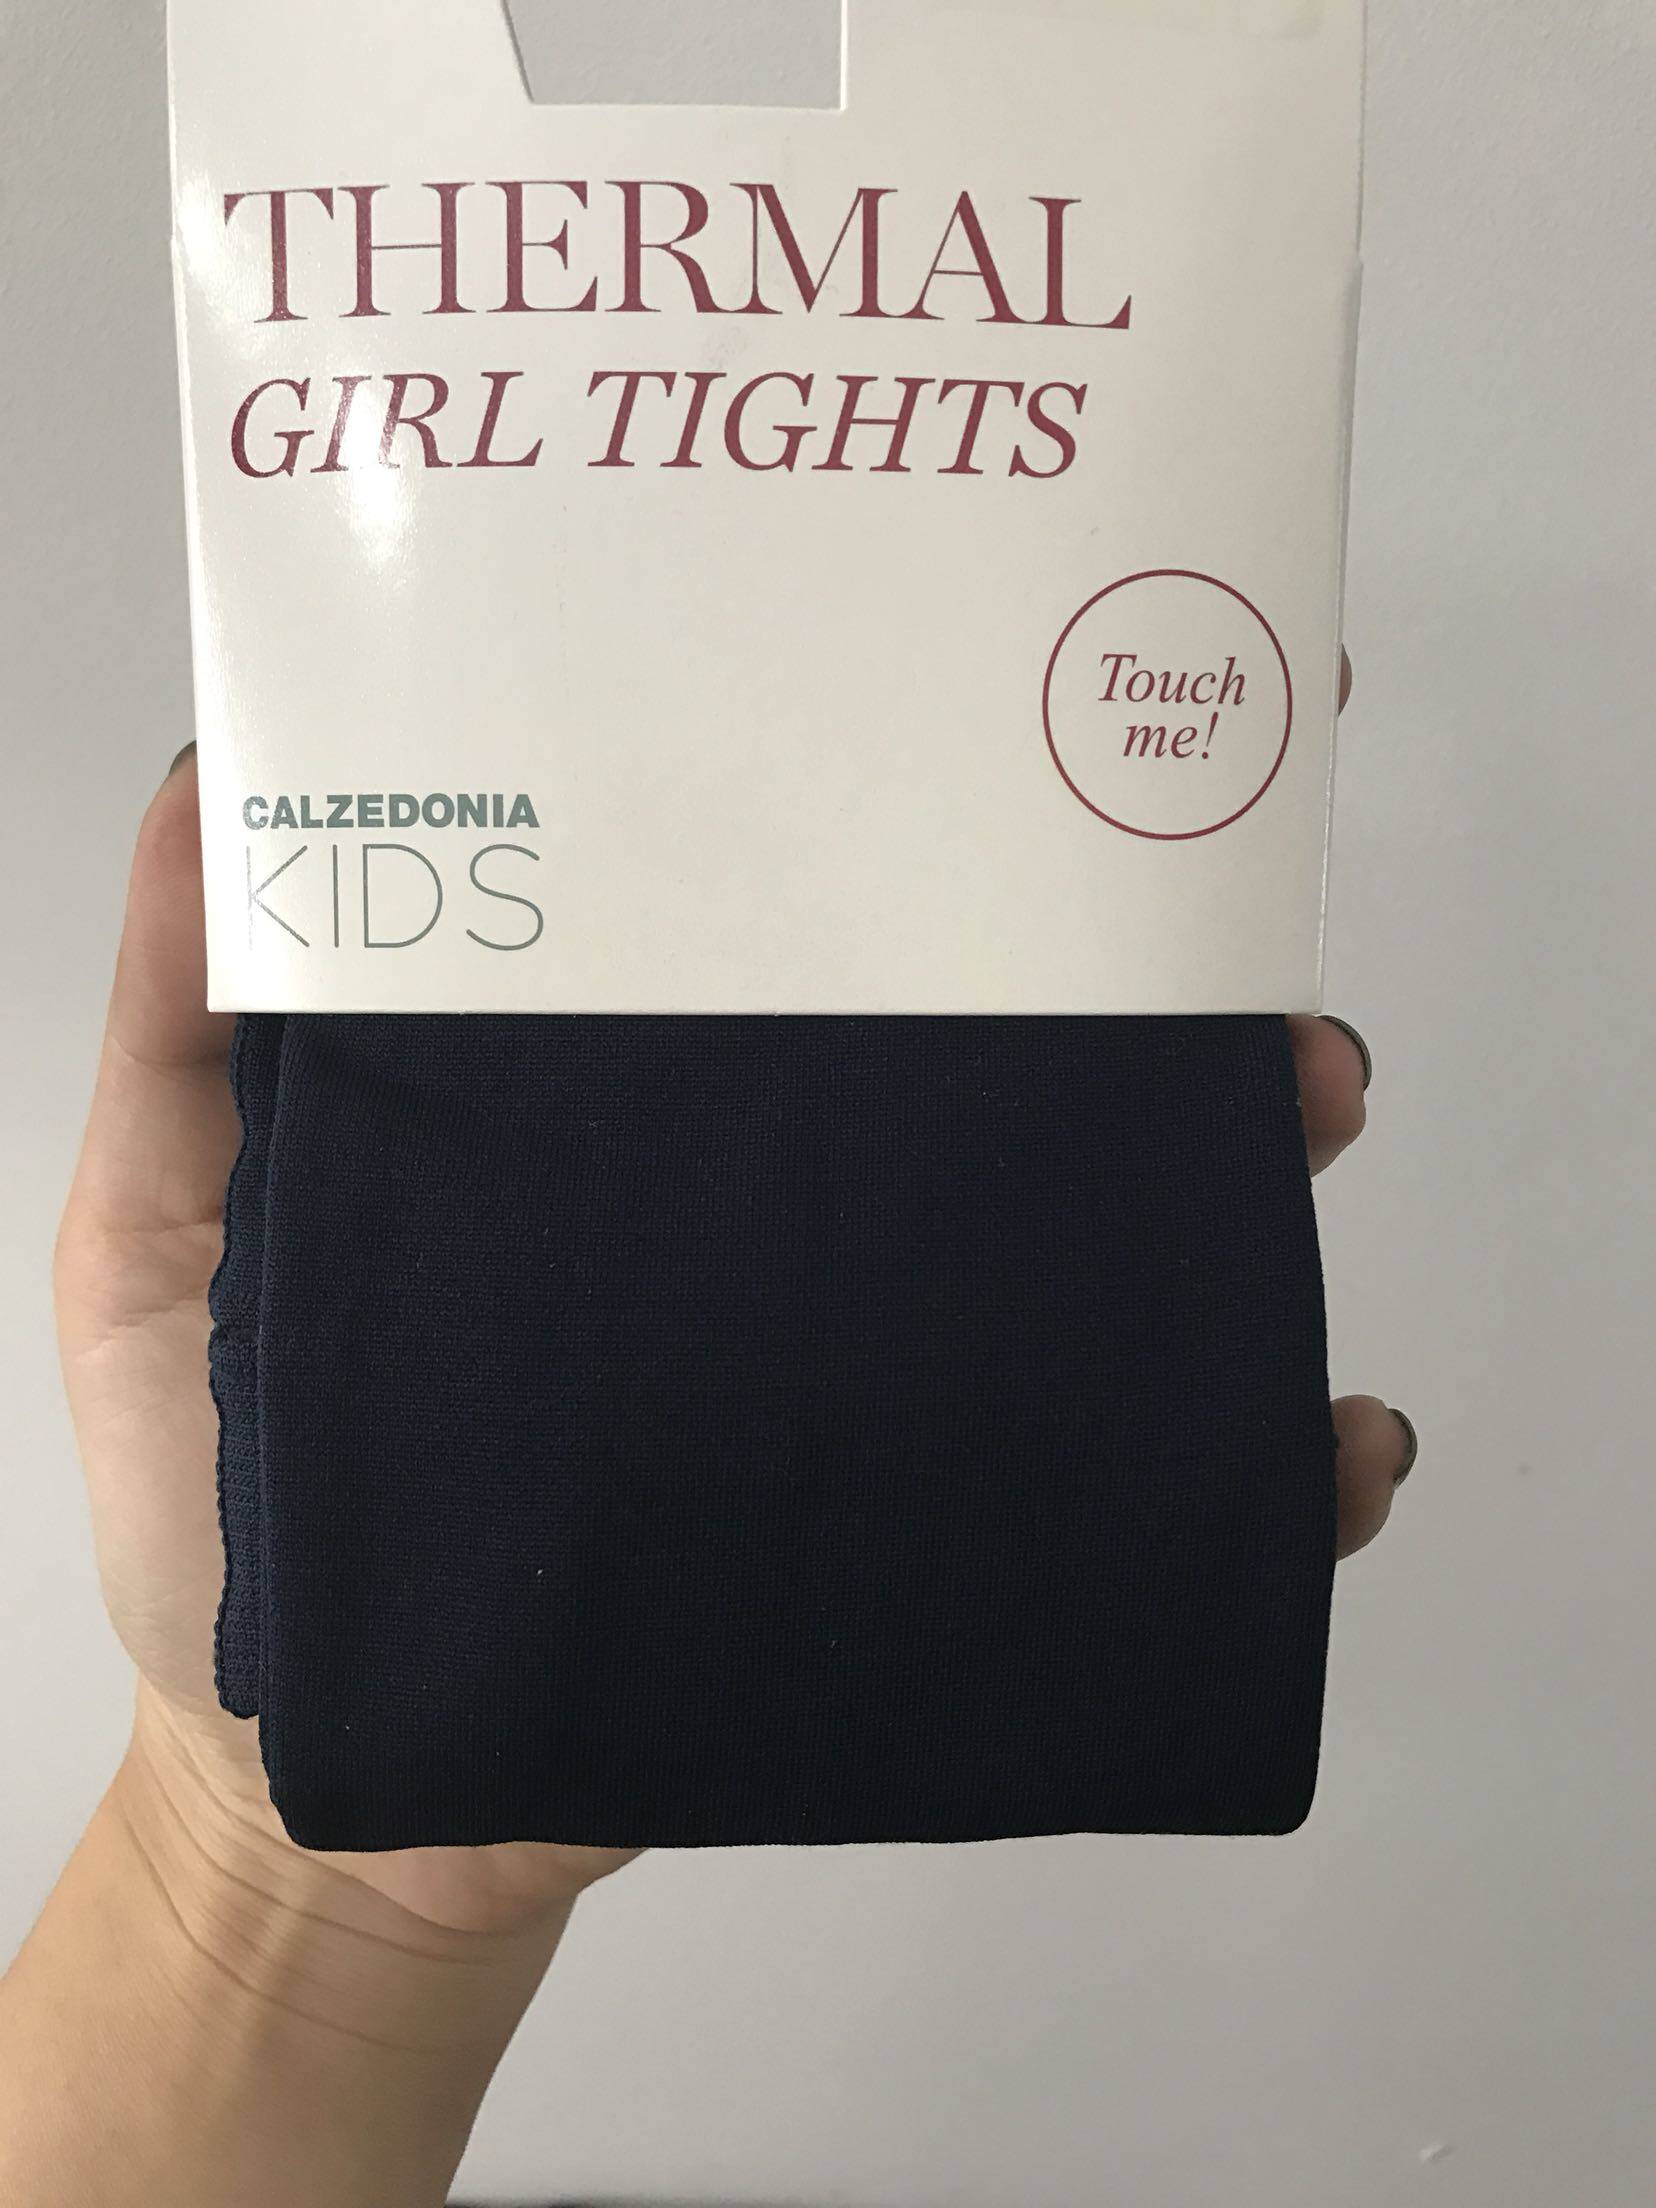 THERMAL
GIRL TIGHTS
Touch
me!
CALZEDONIA
KIDS